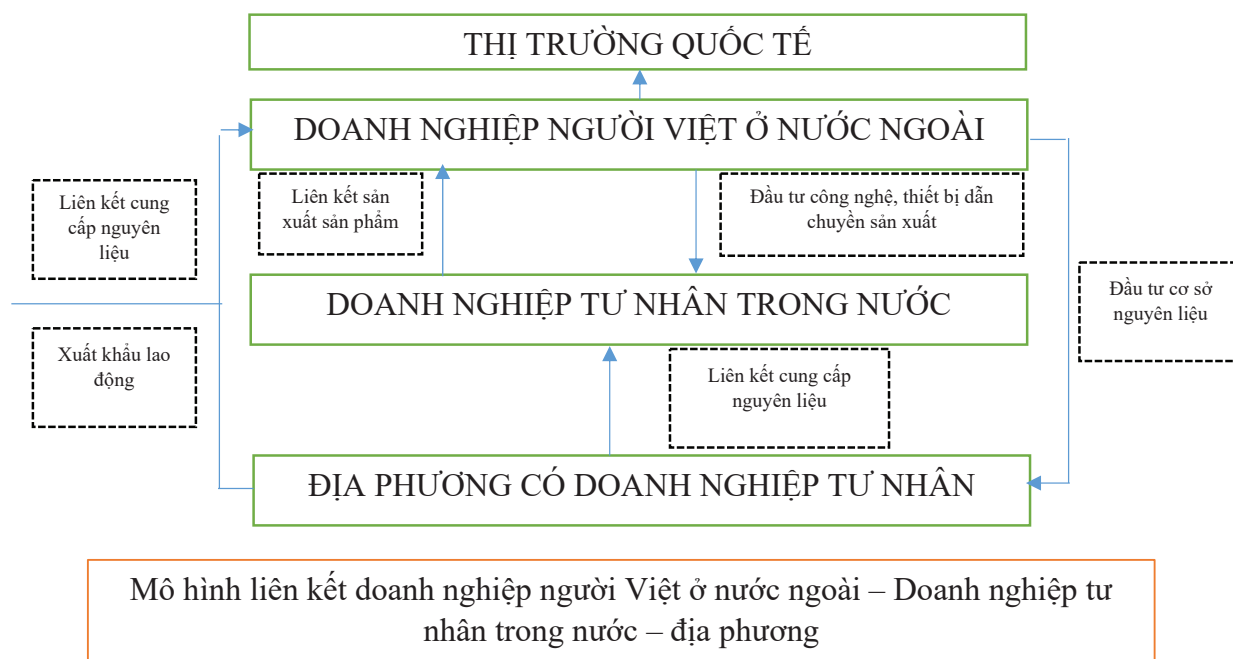 THỊ TRƯỜNG QUỐC TẾ
DOANH NGHIỆP NGƯỜI VIỆT Ở NƯỚC NGOÀI
Liên kết cung
cấp nguyên
liệu
Liên kết sản
xuất sản phẩm
Đầu tư công nghệ, thiết bị dẫn
chuyền sản xuất
DOANH NGHIỆP TƯ NHÂN TRONG NƯỚC
Đầu tư cơ sở
nguyên liệu
Xuất khẩu lao
động
Liên kết cung cấp
nguyên liệu
ĐỊA PHƯƠNG CÓ DOANH NGHIỆP TƯ NHÂN
Mô hình liên kết doanh nghiệp người Việt ở nước ngoài – Doanh nghiệp tư
nhân trong nước – địa phương